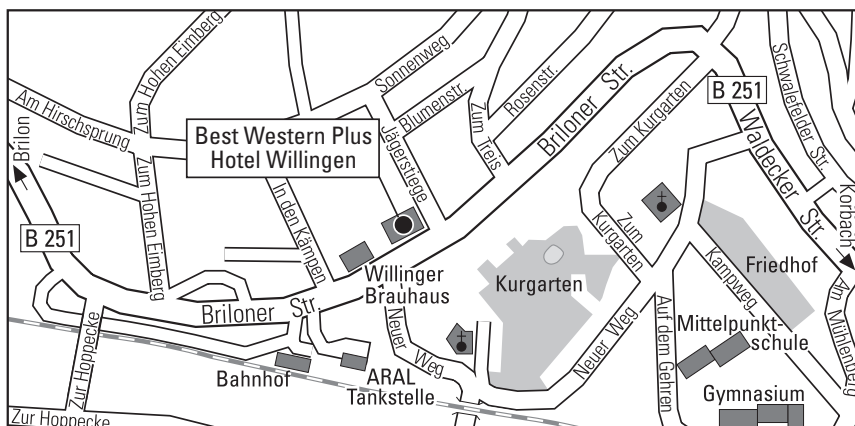 Am Hirschsprung
Zum Hohen Eimberg
Sonnenweg
Blumenstr.
Zum Treis
Rosenstr.
Briloner Str.
B 251
Schwalefelder Str.
Best Western Plus
Hotel Willingen
Jägerstiege
Zum Kurgarten
Waldecker Str.
Brilon
Zum Hohen Eimberg
In den Kämpen
Zum
Kurgarten
Korbach
B 251
Willinger
Brauhaus
Kurgarten
Kampweg
Friedhof
Am Mühlenberg
Briloner Str.
Neuer Weg
Neuer Weg
Auf dem Gehren
Mittelpunkt-
schule
Zur Hoppecke
Bahnhof
ARAL
Tankstelle
Gymnasium
Zur Hoppecke